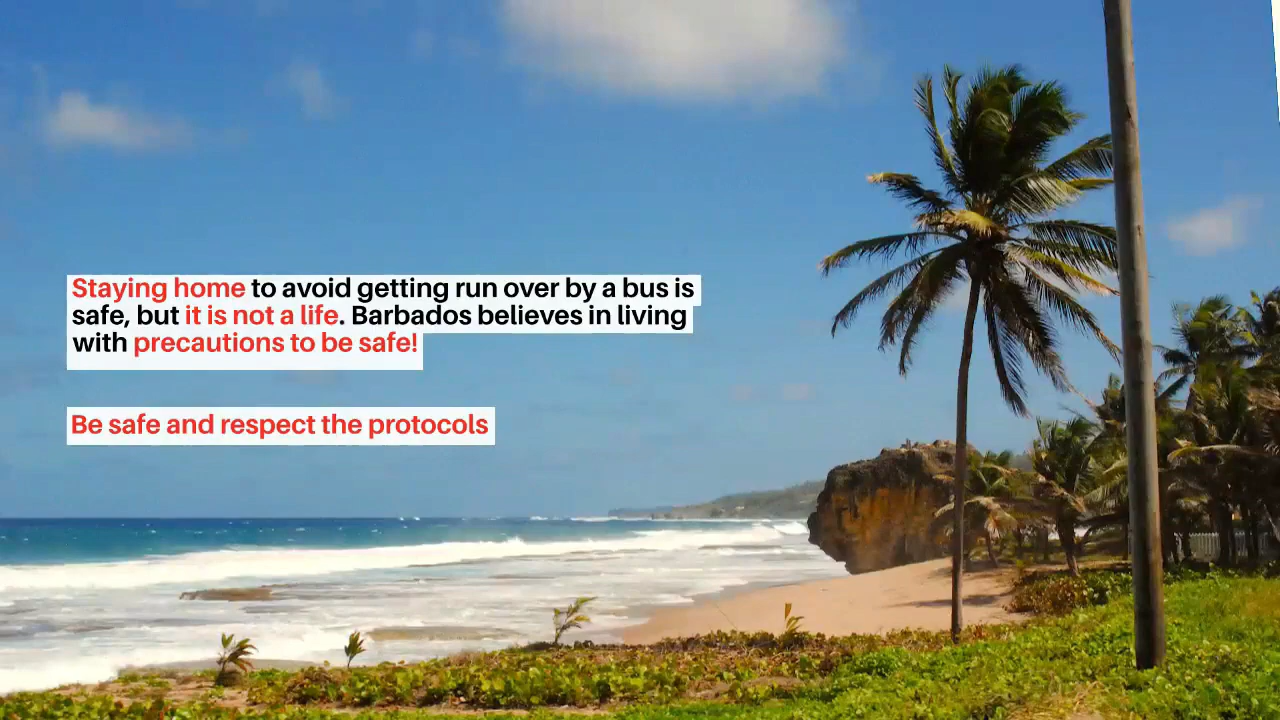 Staying home to avoid getting run over by a bus is
safe, but it is not a life. Barbados believes in living
with precautions to be safe!
Be safe and respect the protocols